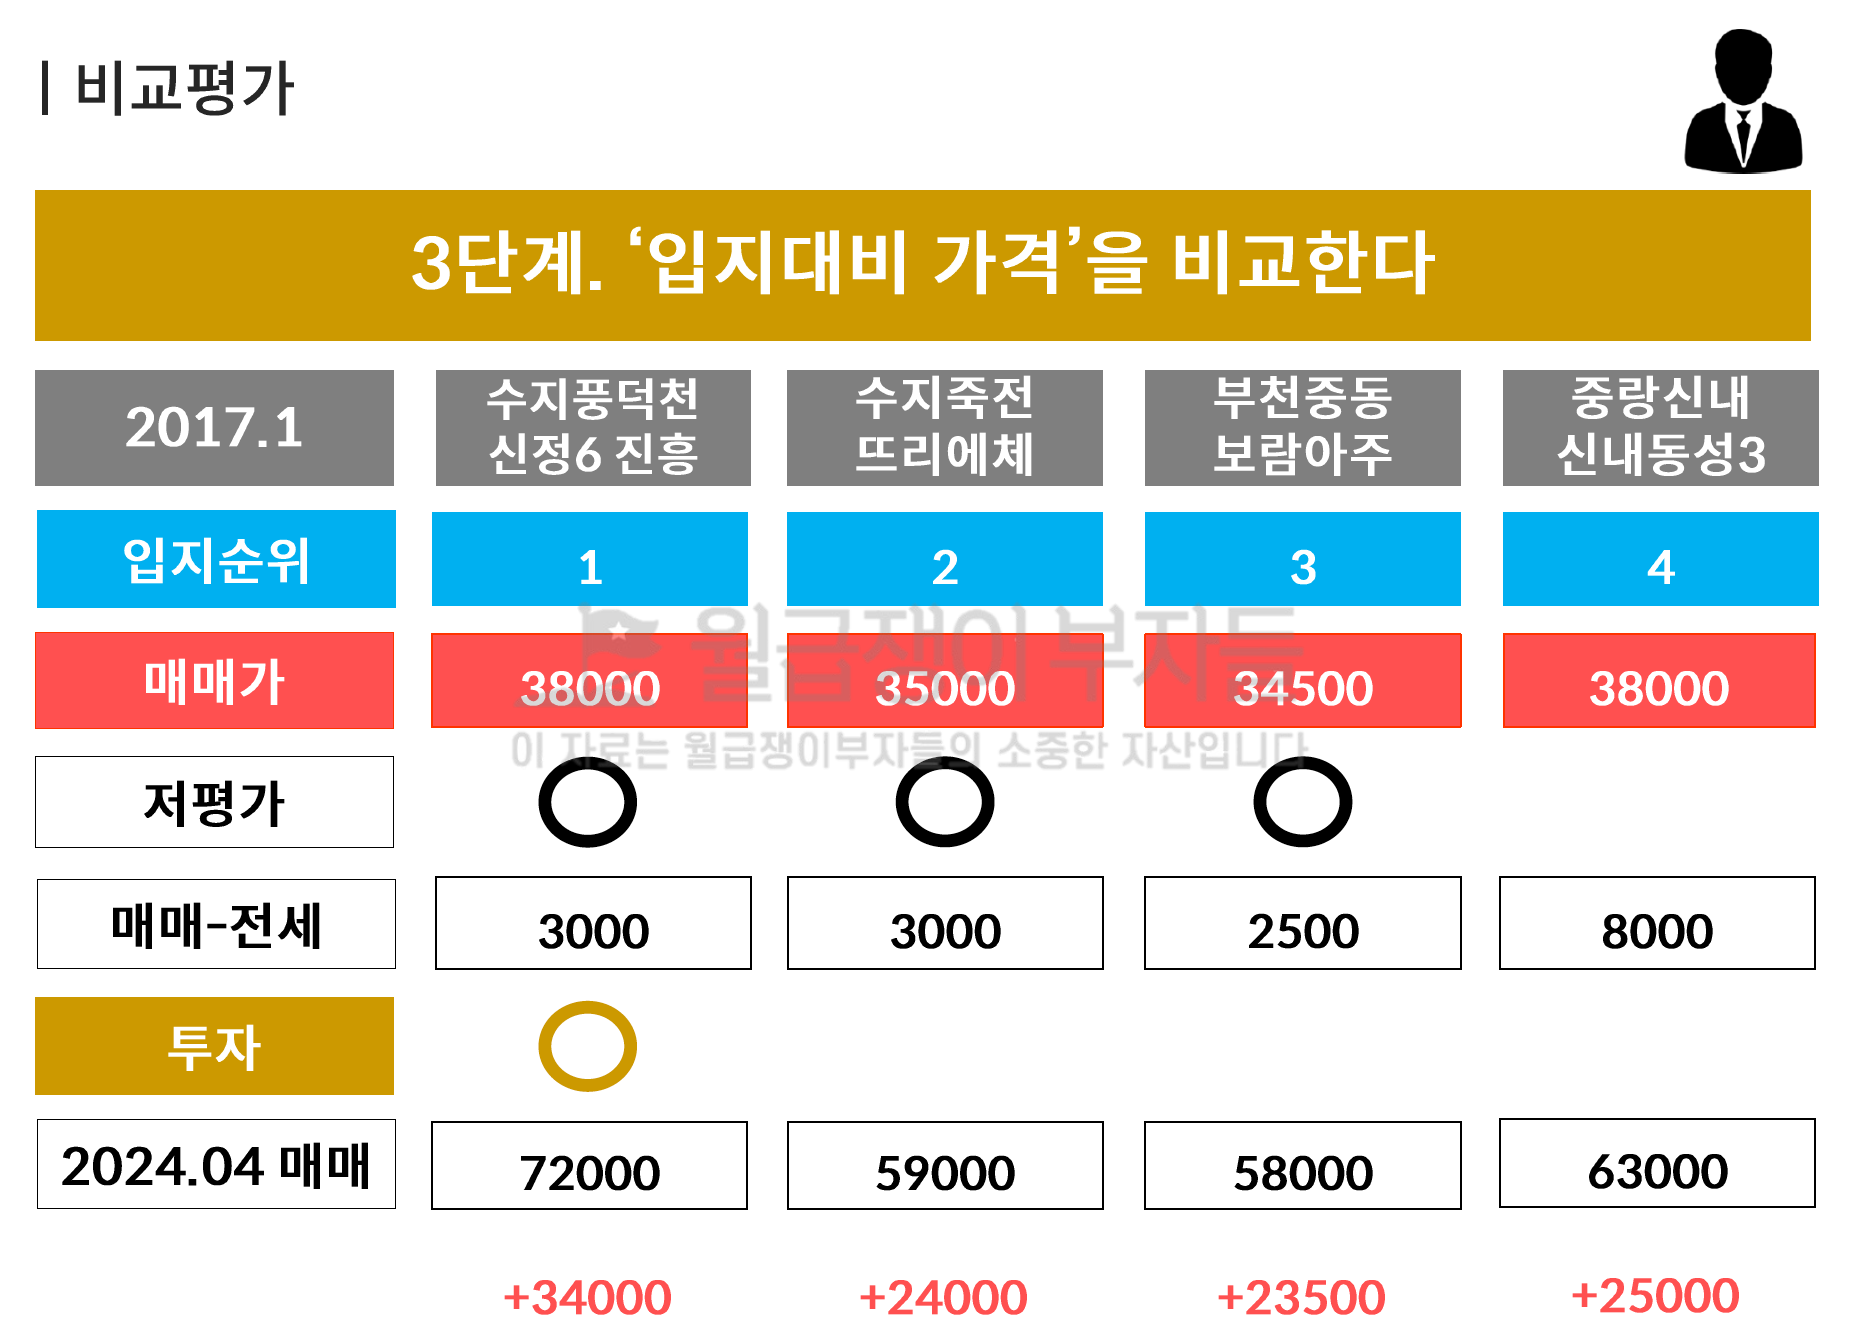 | 비교평가
3단계. ‘입지대비 가격’을 비교한다
2017.1
수지풍덕천
신정6 진흥
수지죽전
뜨리에체
부천중동
보람아주
중랑신내
신내동성3
입지순위
1
2
3
4
매매가
38000
35000
34500
38000
월급쟁이 부자들
이 자료는 월급쟁이부자들의 소중한 자산입니다
저평가
매매-전세
3000
3000
2500
8000
투자
2024.04 매매
72000
59000
58000
63000
+34000
+24000
+23500
+25000